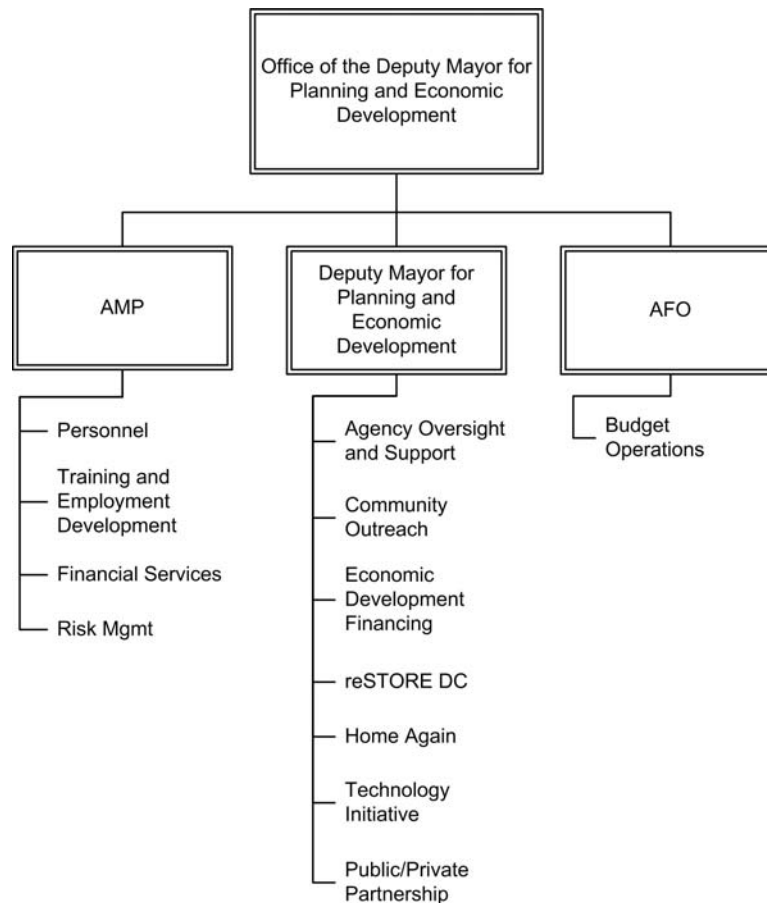 Office of the Deputy Mayor for
Planning and Economic
Development
AMP
Deputy Mayor for
Planning and
Economic
Development
AFO
Personnel
Training and
Employment
Development
Financial Services
Risk Mgmt
Agency Oversight
and Support
Community
Outreach
Economic
Development
Financing
reSTORE DC
Home Again
Technology
Initiative
Public/Private
Partnership
Budget
Operations